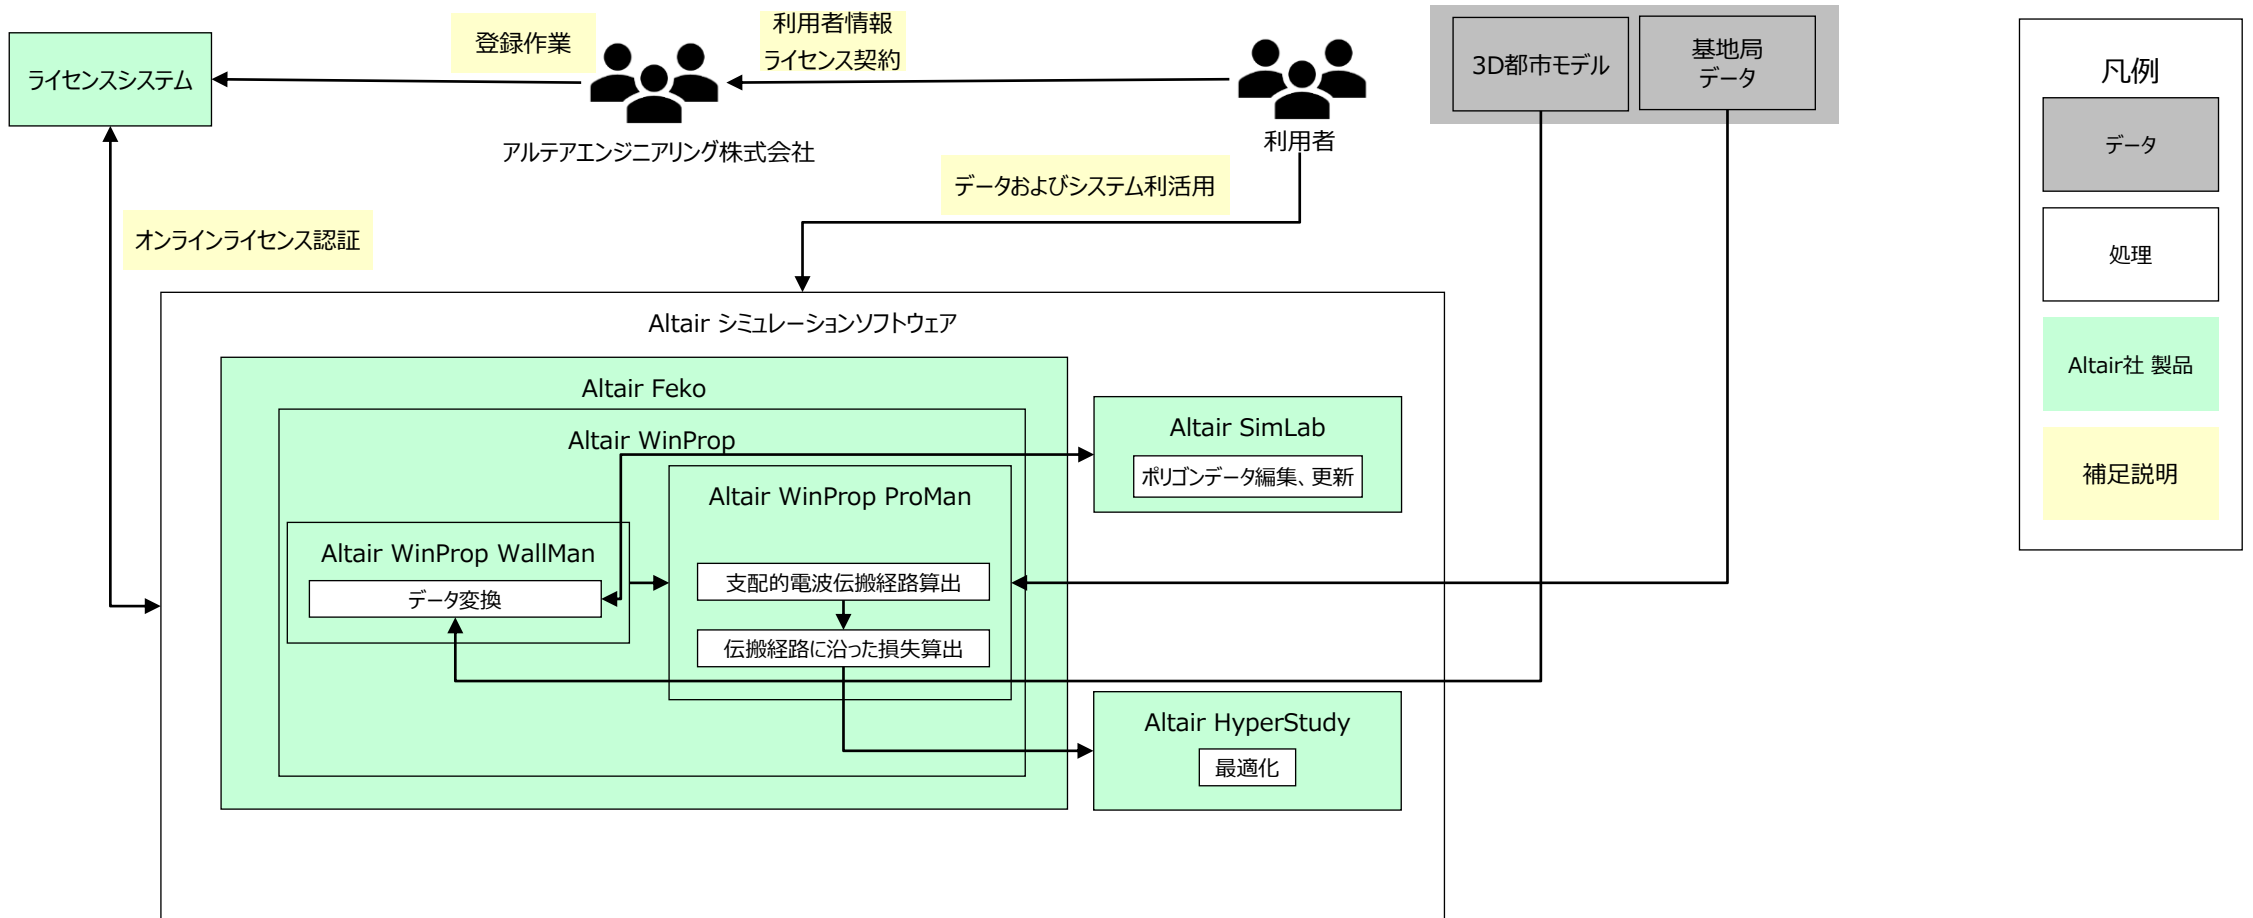 ライセンスシステム
登録作業
利用者情報
ライセンス契約
アルテアエンジニアリング株式会社
利用者
3D都市モデル
基地局
データ
凡例
データ
処理
Altair社 製品
補足説明
データおよびシステム利活用
オンラインライセンス認証
Altair シミュレーションソフトウェア
Altair Feko
Altair WinProp
Altair WinProp WallMan
データ変換
Altair WinProp ProMan
支配的電波伝搬経路算出
伝搬経路に沿った損失算出
Altair SimLab
ポリゴンデータ編集、更新
Altair HyperStudy
最適化